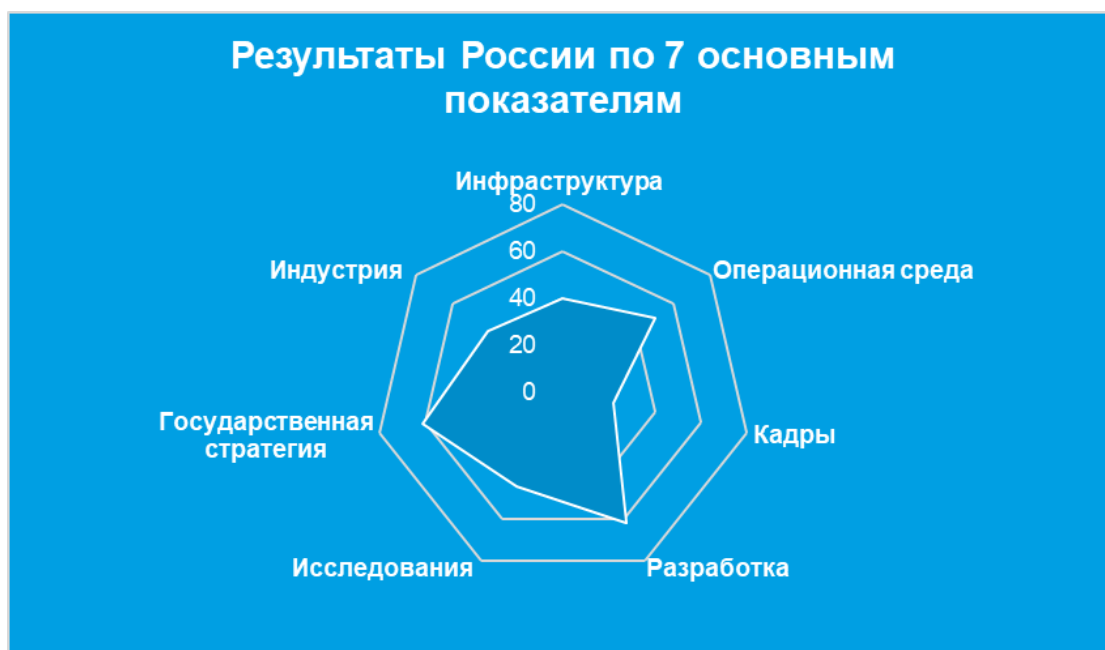 Результаты России по 7 основным
показателям
Инфраструктура
80
60
40
20
0
Операционная среда
Кадры
Разработка
Исследования
Государственная
стратегия
Индустрия